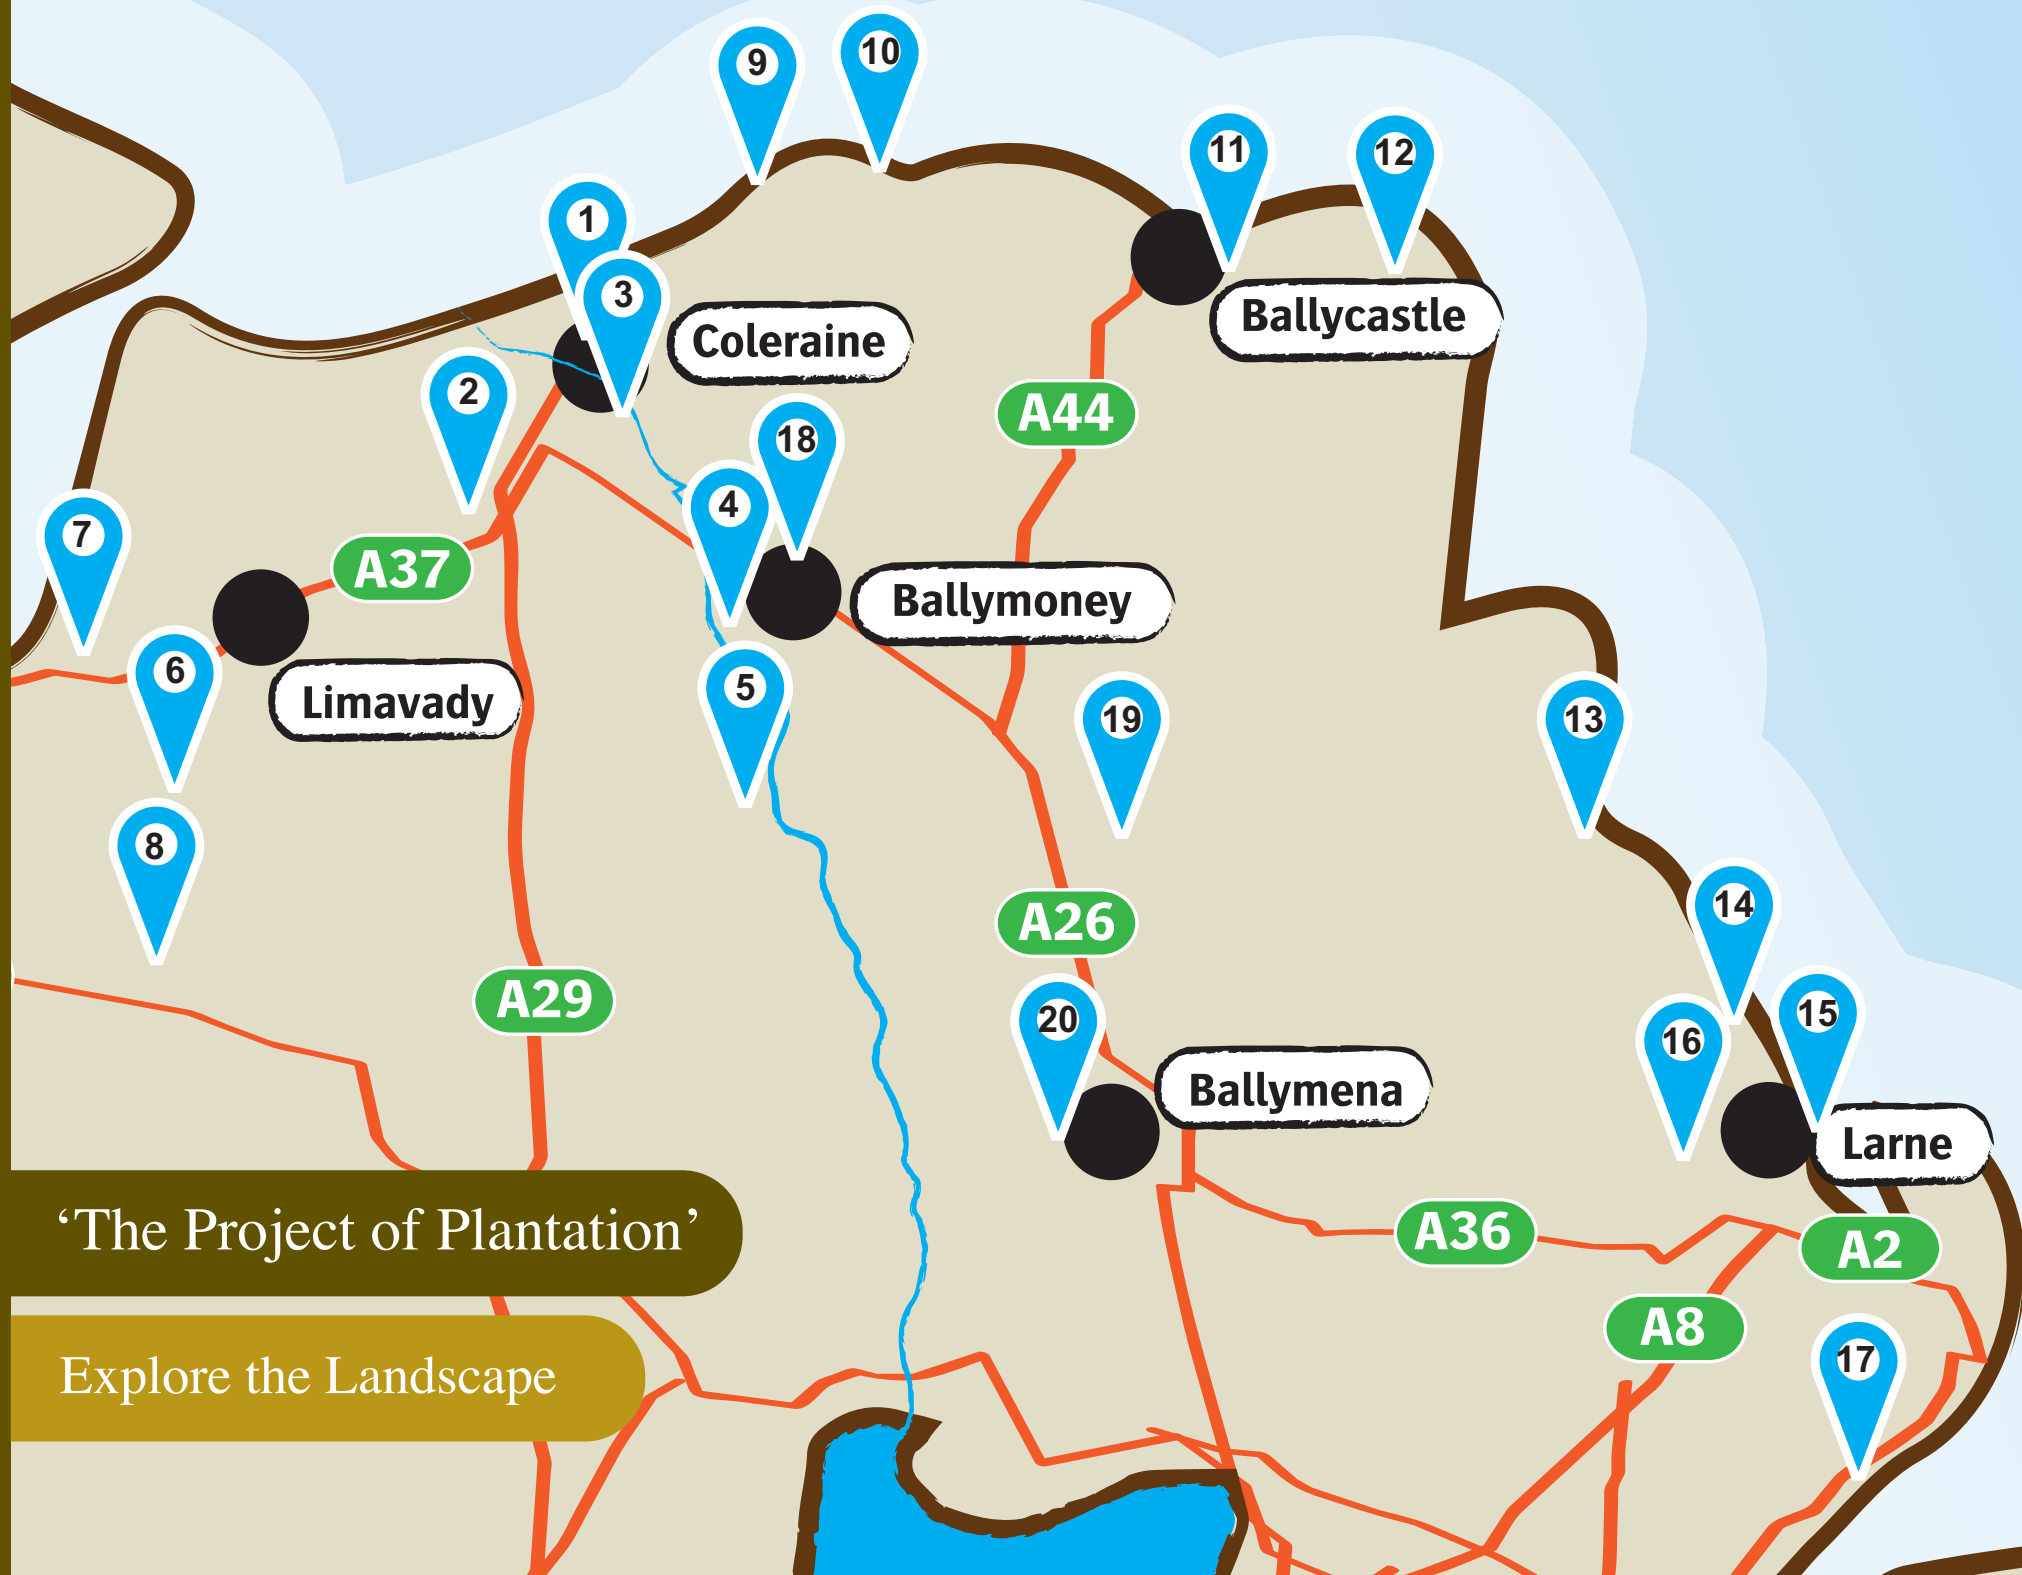 9
10
11
12
1
3
Coleraine
Ballycastle
2
A44
18
4
7
A37
Ballymoney
6
Limavady
5
19
13
8
A26
14
A29
20
16
15
Ballymena
Larne
‘The Project of Plantation’
A36
A2
A8
Explore the Landscape
17